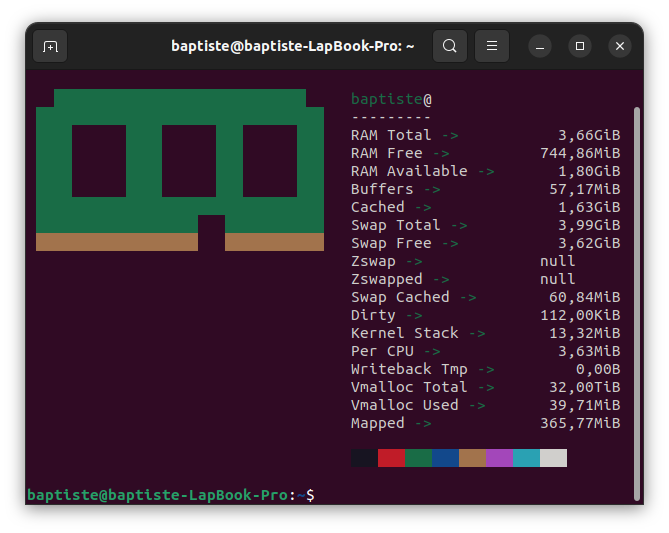 baptiste@baptiste-LapBook-Pro: ~
baptiste@
---------
RAM Total -> 3,66GiB
RAM Free -> 744,86MiB
RAM Available -> 1,80GiB
Buffers -> 57,17MiB
Cached -> 1,63GiB
Swap Total -> 3,99GiB
Swap Free -> 3,62GiB
Zswap -> null
Zswapped -> null
Swap Cached -> 60,84MiB
Dirty -> 112,00KiB
Kernel Stack -> 13,32MiB
Per CPU -> 3,63MiB
Writeback Tmp -> 0,00B
Vmalloc Total -> 32,00TiB
Vmalloc Used -> 39,71MiB
Mapped -> 365,77MiB
baptiste@baptiste-LapBook-Pro:~$